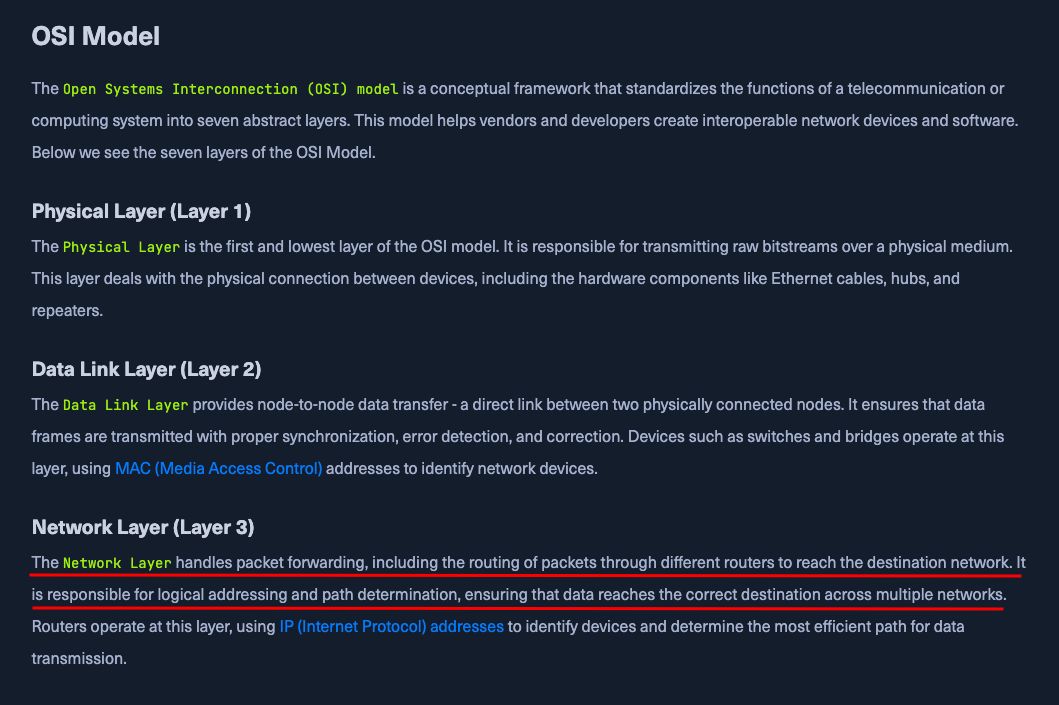 OSI Model
The Open Systems Interconnection (OSI) model is a conceptual framework that standardizes the functions of a telecommunication or
computing system into seven abstract layers. This model helps vendors and developers create interoperable network devices and software.
Below we see the seven layers of the OSI Model.
Physical Layer (Layer 1)
The Physical Layer is the first and lowest layer of the OSI model. It is responsible for transmitting raw bitstreams over a physical medium.
This layer deals with the physical connection between devices, including the hardware components like Ethernet cables, hubs, and
repeaters.
Data Link Layer (Layer 2)
The Data Link Layer provides node-to-node data transfer - a direct link between two physically connected nodes. It ensures that data
frames are transmitted with proper synchronization, error detection, and correction. Devices such as switches and bridges operate at this
layer, using MAC (Media Access Control) addresses to identify network devices.
Network Layer (Layer 3)
The Network Layer handles packet forwarding, including the routing of packets through different routers to reach the destination network. It
is responsible for logical addressing and path determination, ensuring that data reaches the correct destination across multiple networks.
Routers operate at this layer, using IP (Internet Protocol) addresses to identify devices and determine the most efficient path for data
transmission.